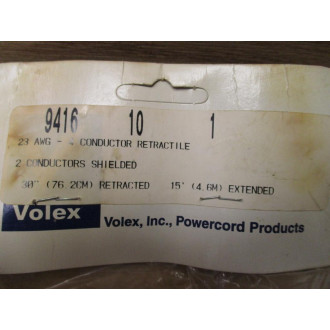 9416 10 1
23 AWG - CONDUCTOR RETRACTILE
2 CONDUCTORS SHIELDED
30" (76.2CM) RETRACTED 15' (4.6M) EXTENDED
Volex
Volex, Inc., Powercord Products